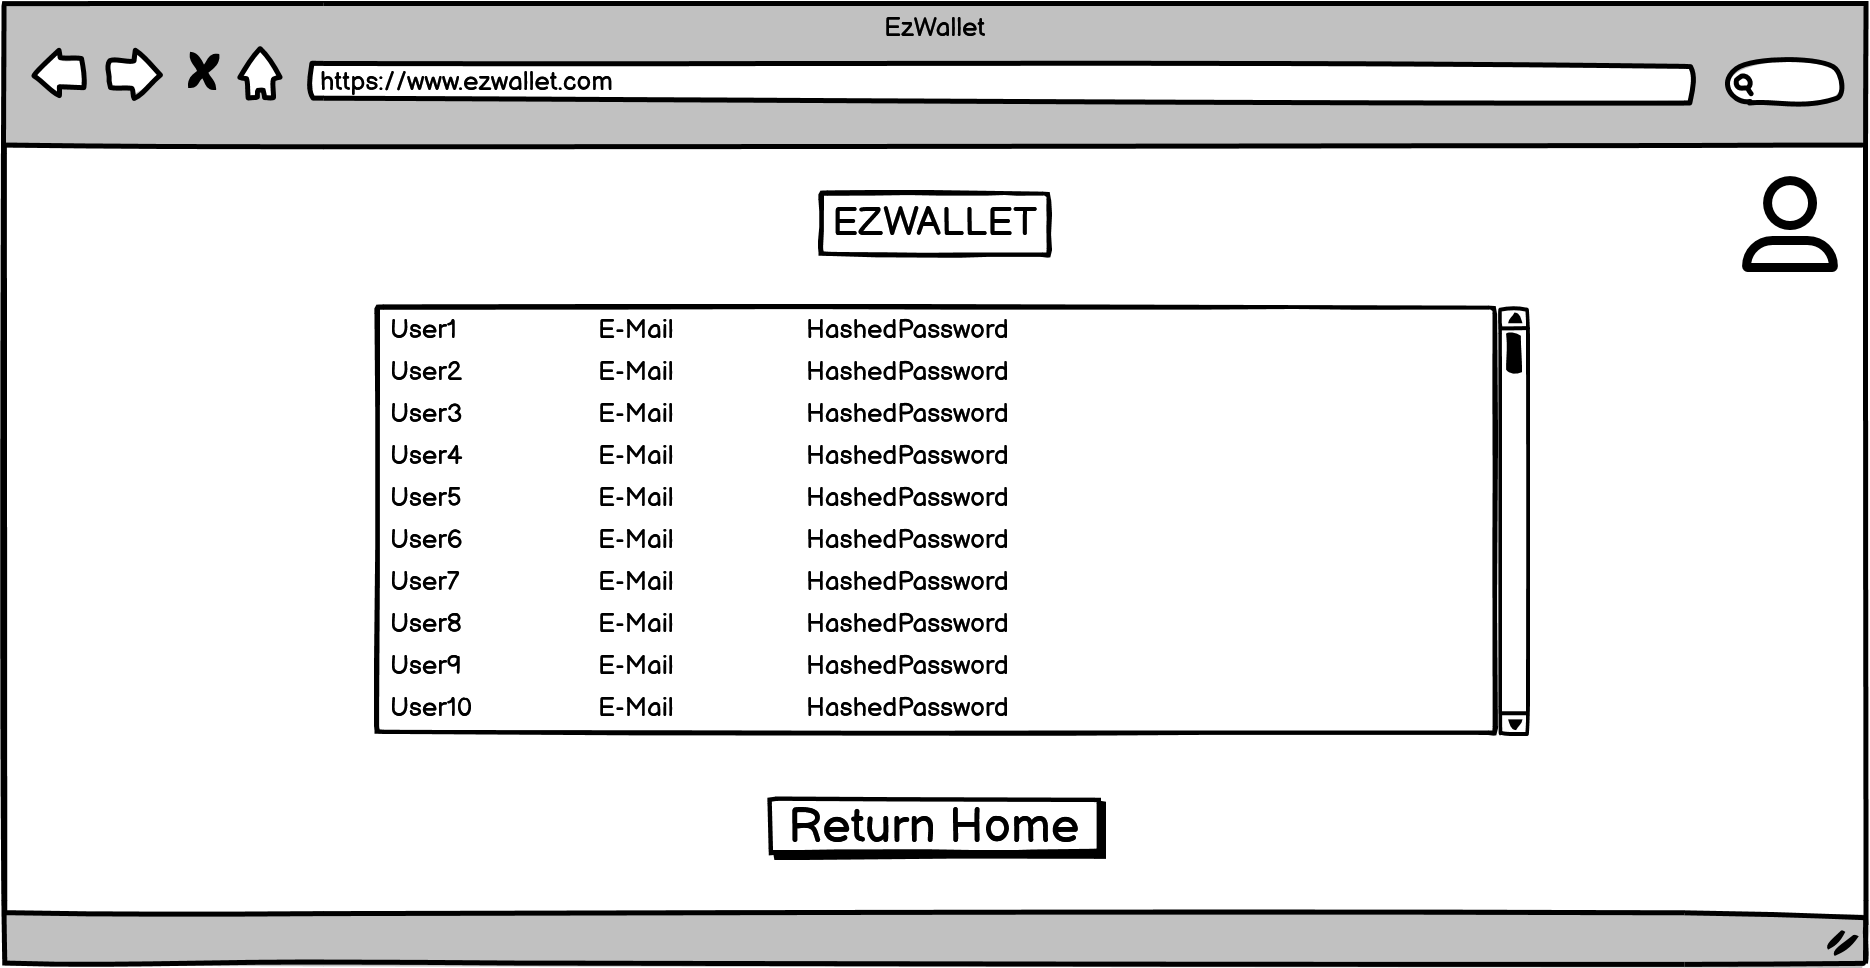 EzWallet
https://www.ezwallet.com
EZWALLET
User1 E-Mail HashedPassword
User2 E-Mail HashedPassword
User3 E-Mail HashedPassword
User4 E-Mail HashedPassword
User5 E-Mail HashedPassword
User6 E-Mail HashedPassword
User7 E-Mail HashedPassword
User8 E-Mail HashedPassword
User9 E-Mail HashedPassword
User10 E-Mail HashedPassword
Return Home